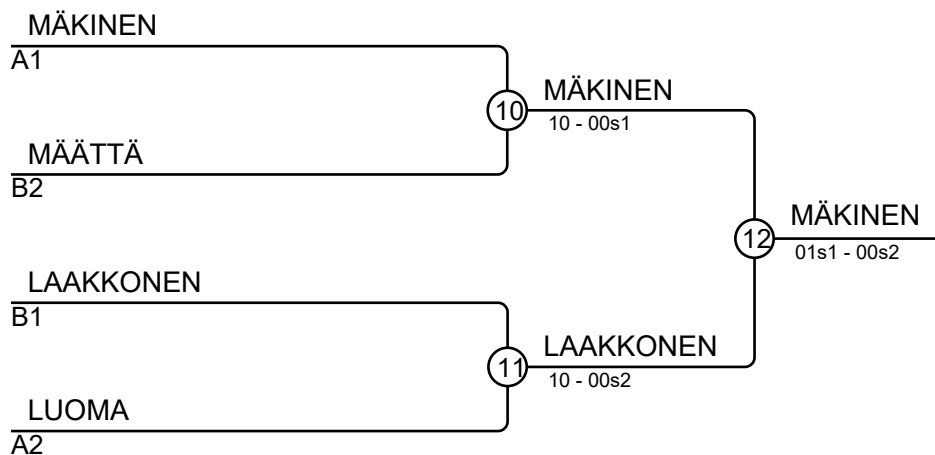 MÄKINEN
A1
10
MÄKINEN
10 - 00s1
MÄÄTTÄ
B2
12
MÄKINEN
01s1 - 00s2
LAAKKONEN
B1
11
LAAKKONEN
10 - 00s2
LUOMA
A2